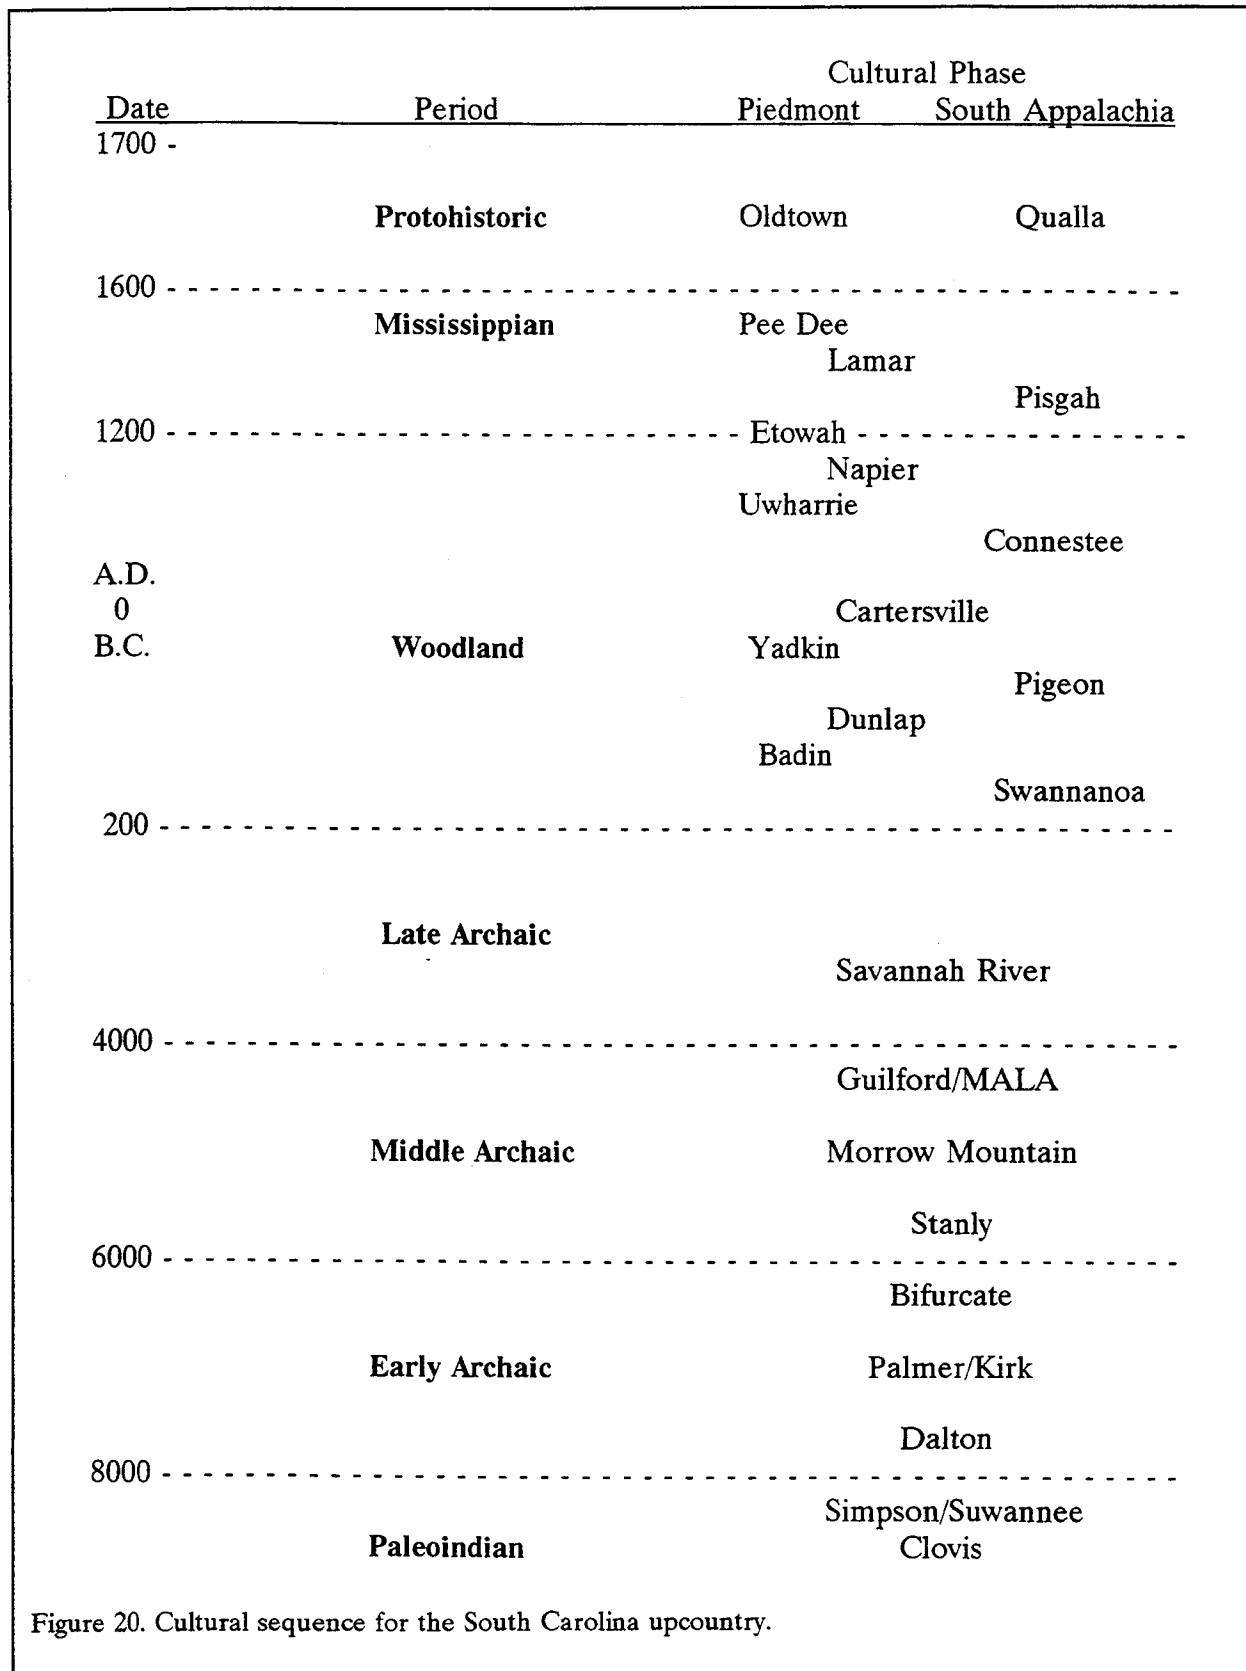 Cultural Phase
Date Period Piedmont South Appalachia
1700 -
Protohistoric Oldtown Qualla
1600 - - - - - - - - - - - - - - - - - - - - - - - - - - - - - - - - - - - - - - - - - - - - - - - -
Mississippian Pee Dee
Lamar
Pisgah
1200 - - - - - - - - - - - - - - - - - - - - - - - - - - - Etowah - - - - - - - - - - - - - - - -
Napier
Uwharrie
Connestee
A.D.
0 Cartersville
B.C. Woodland Yadkin
Pigeon
Dunlap
Badin
Swannanoa
200 - - - - - - - - - - - - - - - - - - - - - - - - - - - - - - - - - - - - - - - - - - - - - - - -
Late Archaic
Savannah River
4000 - - - - - - - - - - - - - - - - - - - - - - - - - - - - - - - - - - - - - - - - - - - - - - - -
Guilford/MALA
Middle Archaic Morrow Mountain
Stanly
6000 - - - - - - - - - - - - - - - - - - - - - - - - - - - - - - - - - - - - - - - - - - - - - - - -
Bifurcate
Early Archaic Palmer/Kirk
Dalton
8000 - - - - - - - - - - - - - - - - - - - - - - - - - - - - - - - - - - - - - - - - - - - - - - - -
Simpson/Suwannee
Paleoindian Clovis
Figure 20. Cultural sequence for the South Carolina upcountry.